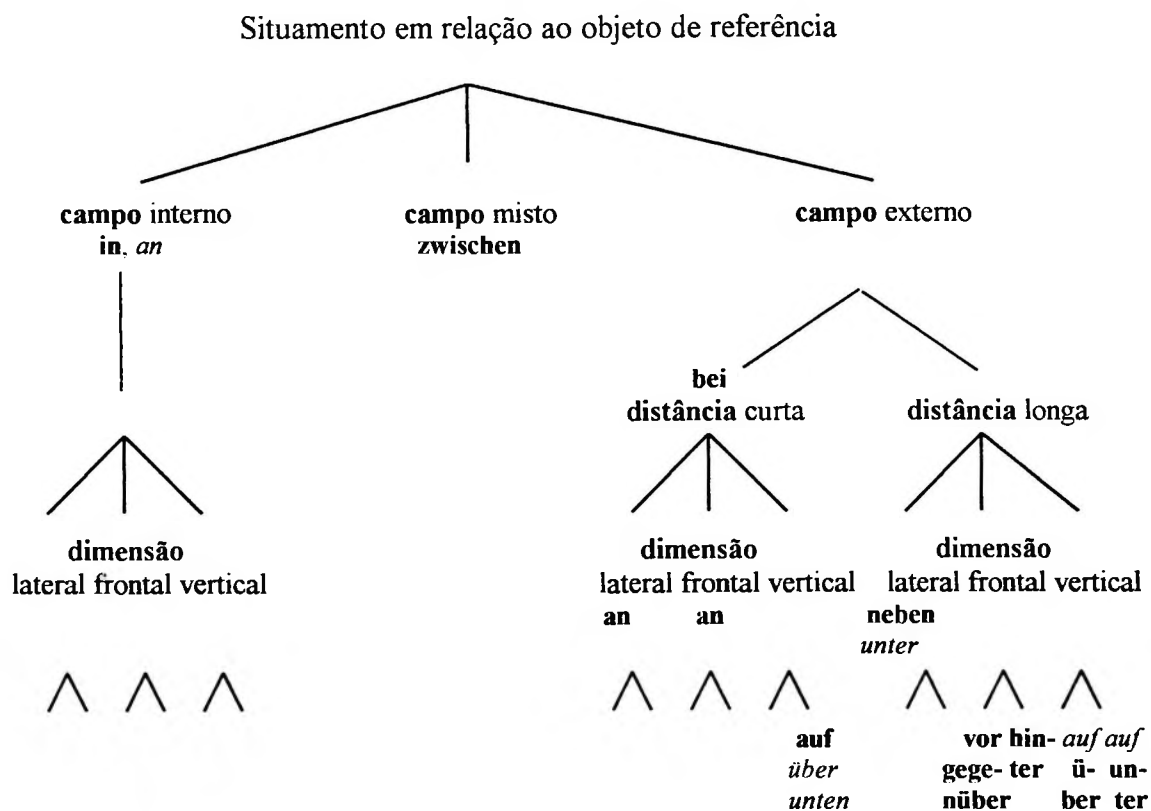 Situamento em relação ao objeto de referência
campo interno
in, an
campo misto
zwischen
campo externo
bei
distância curta
distância longa
dimensão
lateral frontal vertical
dimensão
lateral frontal vertical
an an
dimensão
lateral frontal vertical
neben
unter
auf
über
unten
vor hin- auf auf
gege- ter ü- un-
nüber ber ter